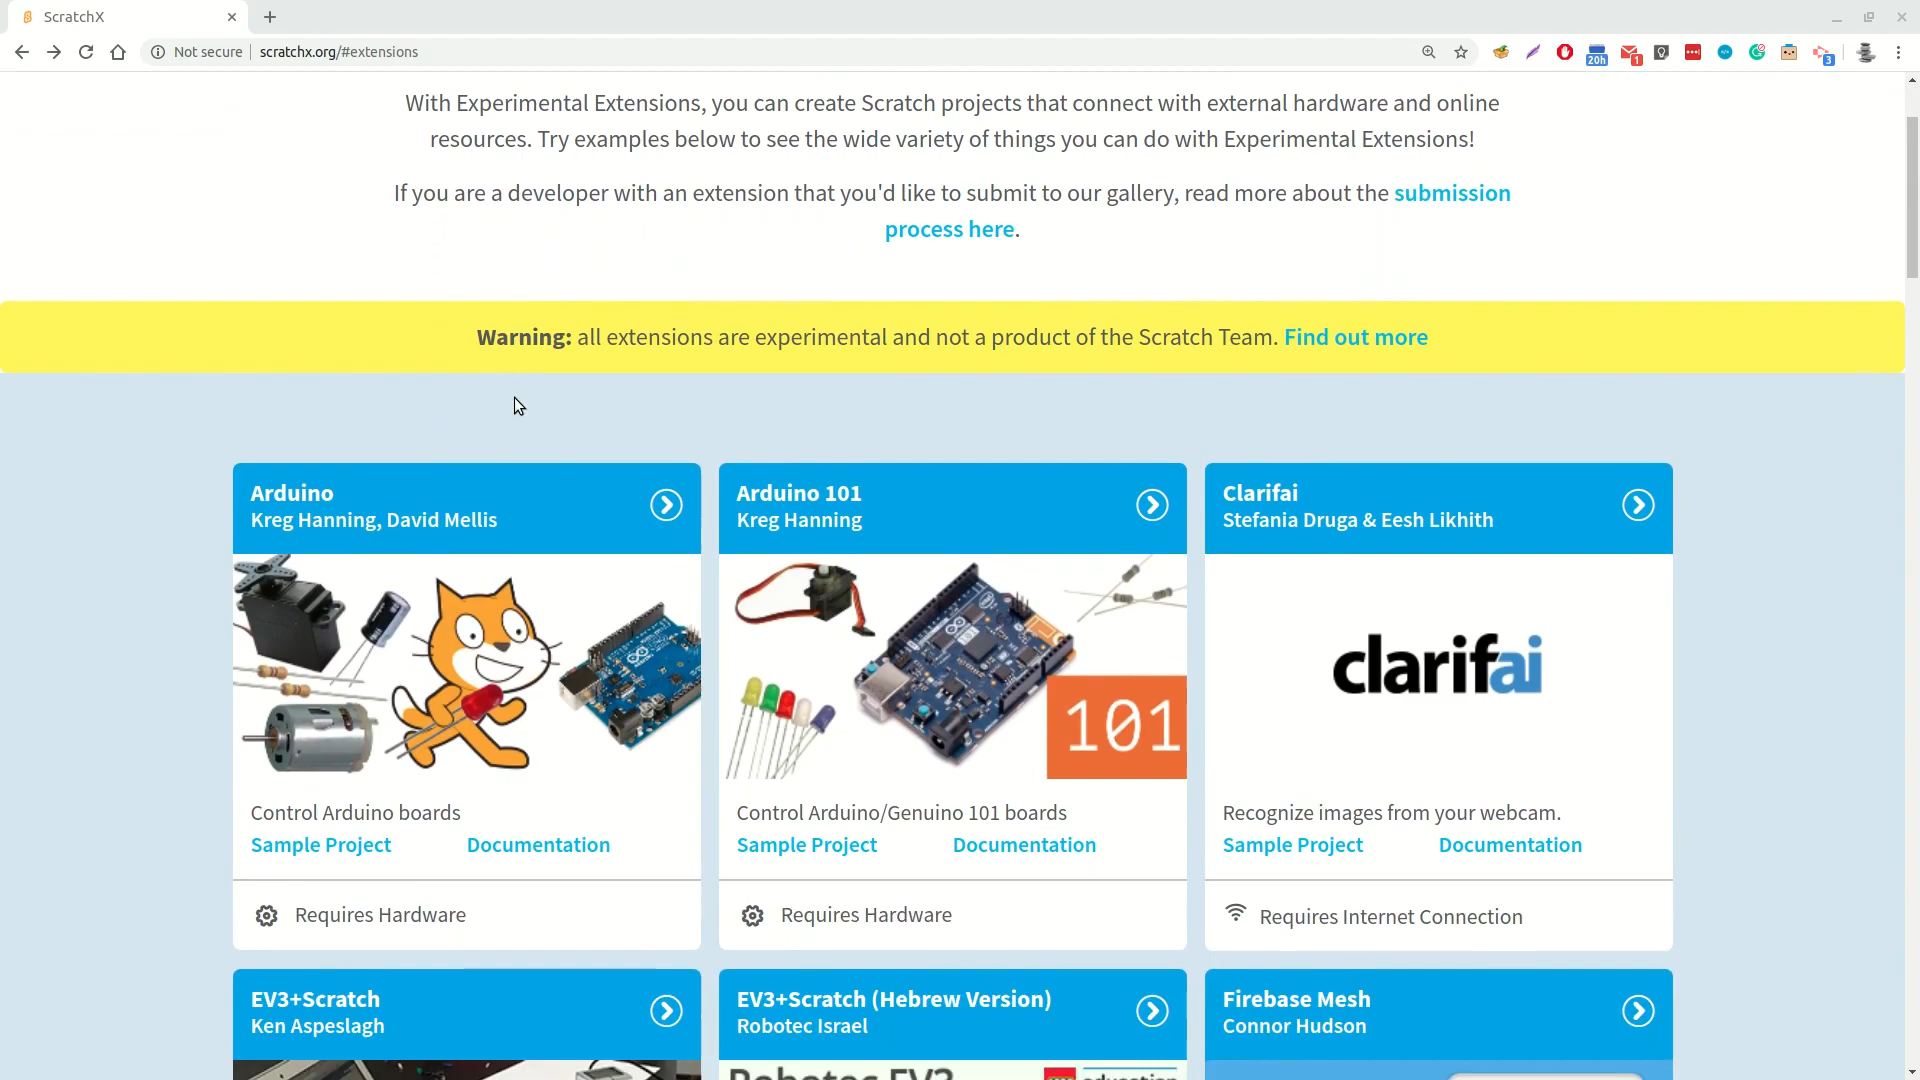 ScratchX
Not secure
scratchx.org/#extensions
20h
1
3
With Experimental Extensions, you can create Scratch projects that connect with external hardware and online
resources. Try examples below to see the wide variety of things you can do with Experimental Extensions!
If you are a developer with an extension that you'd like to submit to our gallery, read more about the submission
process here.
Warning: all extensions are experimental and not a product of the Scratch Team. Find out more
Arduino
Kreg Hanning, David Mellis
Control Arduino boards
Sample Project Documentation
Requires Hardware
Arduino 101
Kreg Hanning
101
Control Arduino/Genuino 101 boards
Sample Project Documentation
Requires Hardware
Clarifai
Stefania Druga & Eesh Likhith
clarifai
Recognize images from your webcam.
Sample Project Documentation
Requires Internet Connection
EV3+Scratch
Ken Aspeslagh
EV3+Scratch (Hebrew Version)
Robotec Israel
Robotec EV3
education
Firebase Mesh
Connor Hudson